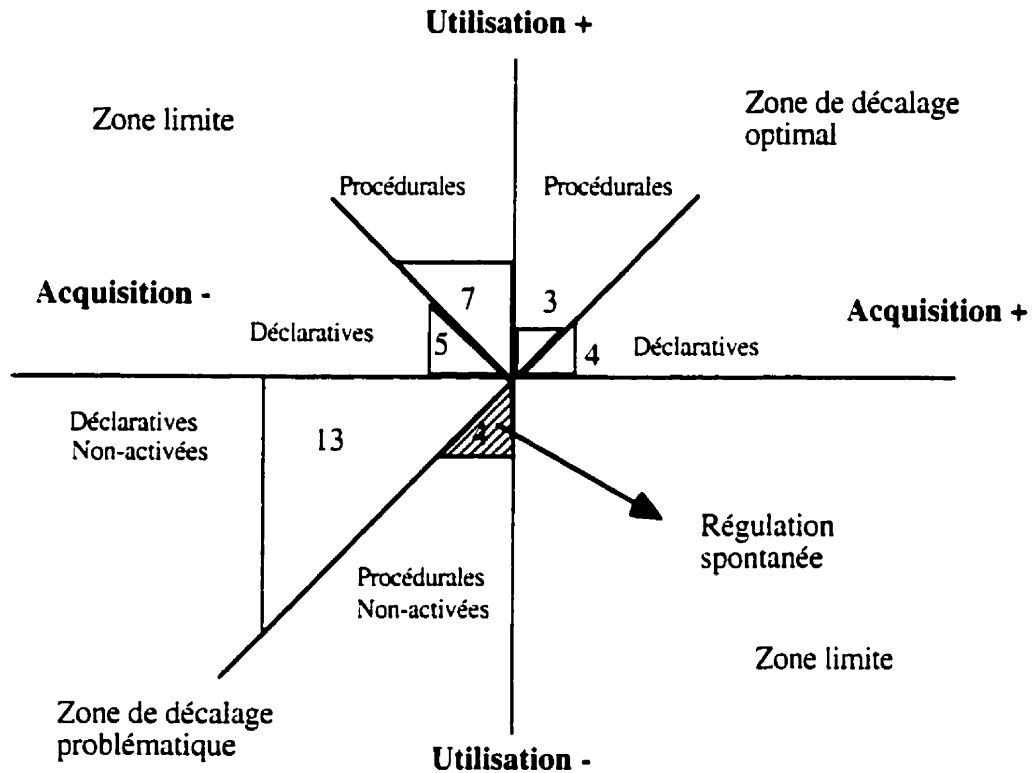 Utilisation +
Zone limite
Zone de décalage
optimal
Procédurales
Procédurales
Acquisition -
Acquisition +
7
3
5
4
Déclaratives
Déclaratives
Déclaratives
Non-activées
13
Régulation
spontanée
Procédurales
Non-activées
Zone limite
Zone de décalage
problématique
Utilisation -